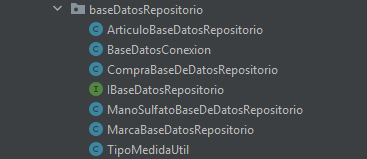 baseDatosRepositorio
ArticuloBaseDatosRepositorio
BaseDatosConexion
CompraBaseDeDatosRepositorio
IBaseDatosRepositorio
ManoSulfatoBaseDeDatosRepositorio
MarcaBaseDatosRepositorio
TipoMedidaUtil